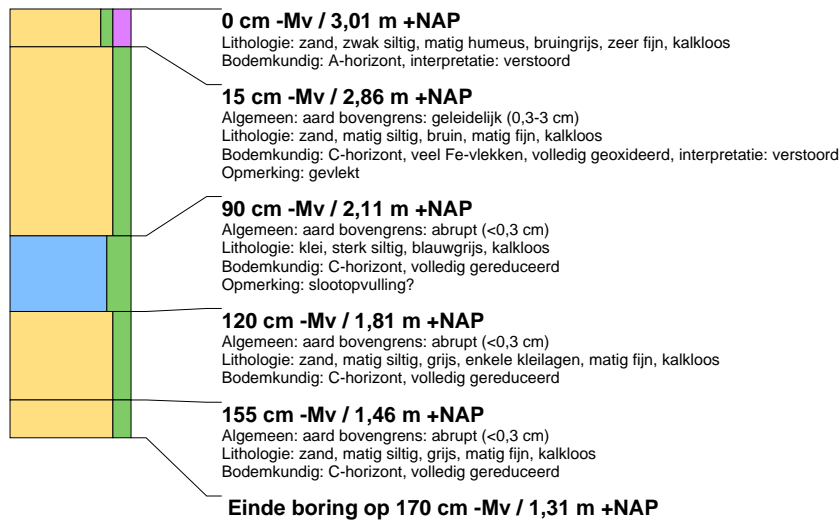 0 cm -Mv / 3,01 m +NAP
Lithologie: zand, zwak siltig, matig humeus, bruingrijs, zeer fijn, kalkloos
Bodemkundig: A-horizont, interpretatie: verstoord
15 cm -Mv / 2,86 m +NAP
Algemeen: aard bovengrens: geleidelijk (0,3-3 cm)
Lithologie: zand, matig siltig, bruin, matig fijn, kalkloos
Bodemkundig: C-horizont, veel Fe-vlekken, volledig geoxideerd, interpretatie: verstoord
Opmerking: gevlekt
90 cm -Mv / 2,11 m +NAP
Algemeen: aard bovengrens: abrupt (<0,3 cm)
Lithologie: klei, sterk siltig, blauwgrijs, kalkloos
Bodemkundig: C-horizont, volledig gereduceerd
Opmerking: slootopvulling?
120 cm -Mv / 1,81 m +NAP
Algemeen: aard bovengrens: abrupt (<0,3 cm)
Lithologie: zand, matig siltig, grijs, enkele kleilagen, matig fijn, kalkloos
Bodemkundig: C-horizont, volledig gereduceerd
155 cm -Mv / 1,46 m +NAP
Algemeen: aard bovengrens: abrupt (<0,3 cm)
Lithologie: zand, matig siltig, grijs, matig fijn, kalkloos
Bodemkundig: C-horizont, volledig gereduceerd
Einde boring op 170 cm -Mv / 1,31 m +NAP